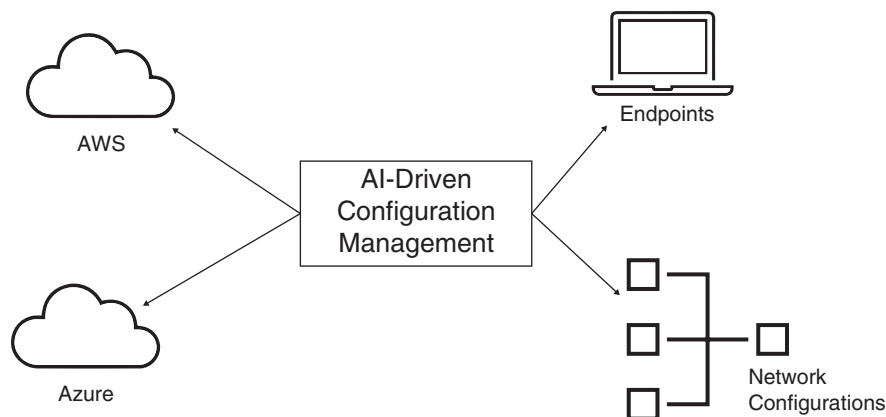 AWS
Endpoints
AI-Driven
Configuration
Management
Azure
Network
Configurations